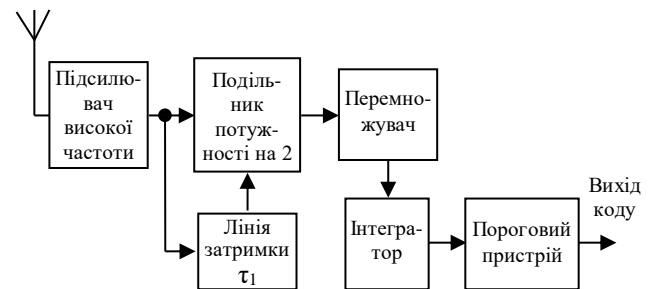 Підсилю-
вач
високої
частоти
Подiль-
ник
потуж-
ності на 2
Перемно-
жувач
Лінія
затримки
τ₁
Інтегра-
тор
Пороговий
пристрій
Вихід
коду